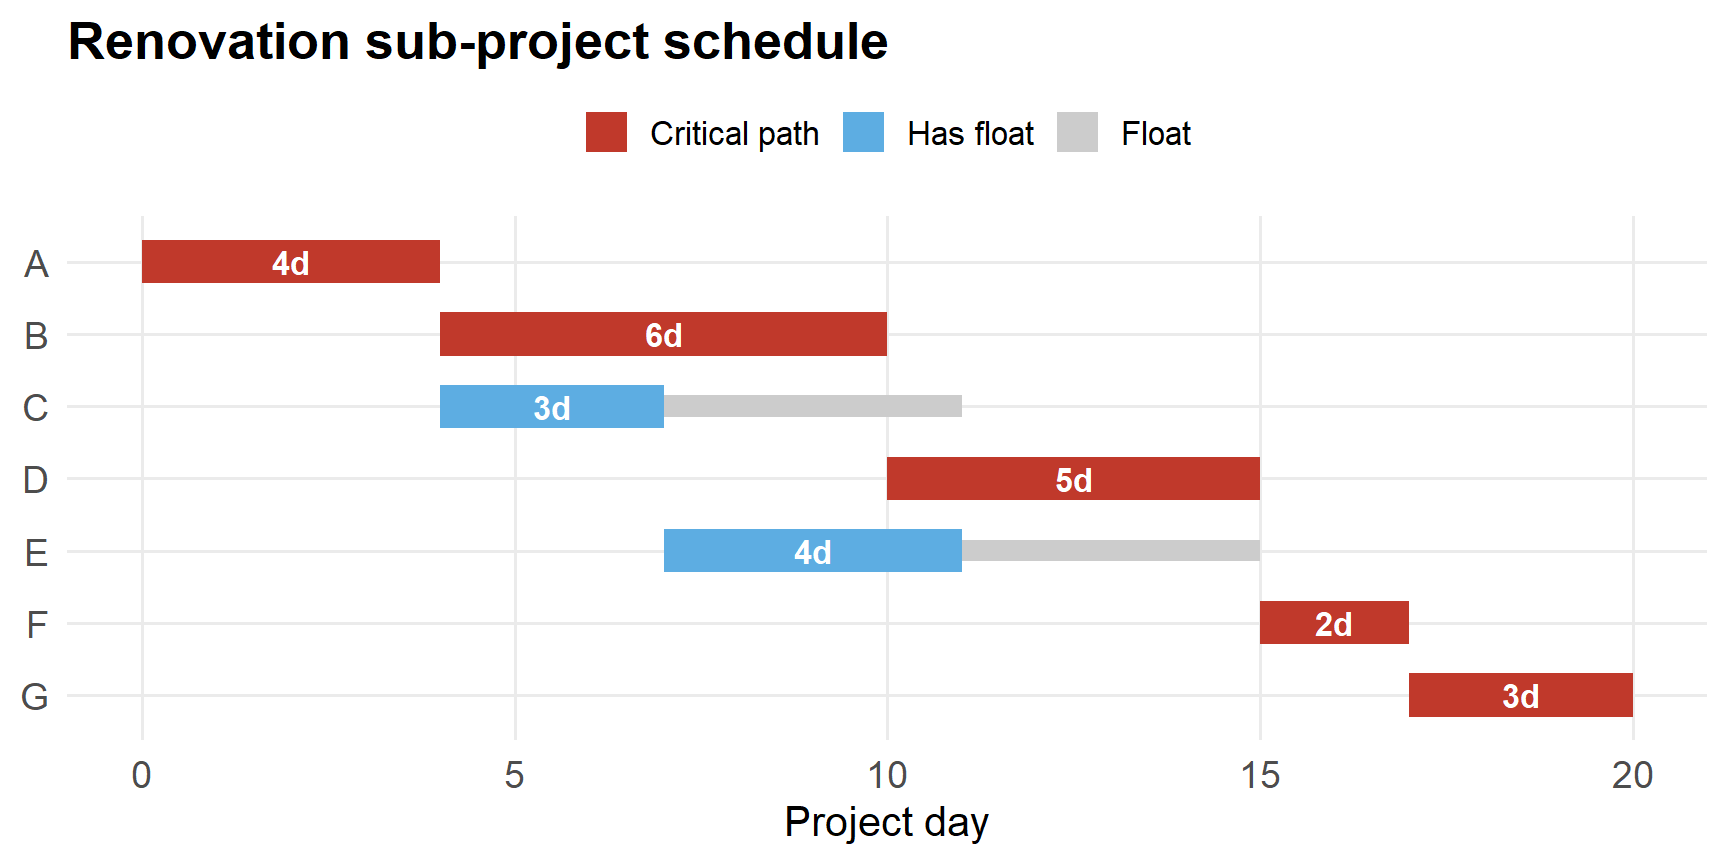 Renovation sub-project schedule
Critical path Has float Float
A 4d
B 6d
C 3d
D 5d
E 4d
F 2d
G 3d
0 5 10 15 20
Project day